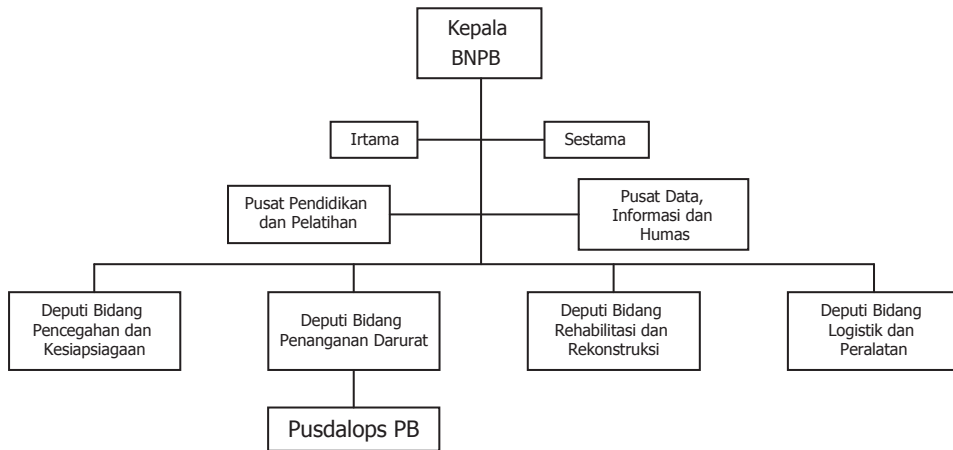 Kepala
BNPB
Irtama
Sestama
Pusat Pendidikan
dan Pelatihan
Pusat Data,
Informasi dan
Humas
Deputi Bidang
Pencegahan dan
Kesiapsiagaan
Deputi Bidang
Penanganan Darurat
Deputi Bidang
Rehabilitasi dan
Rekonstruksi
Deputi Bidang
Logistik dan
Peralatan
Pusdalops PB